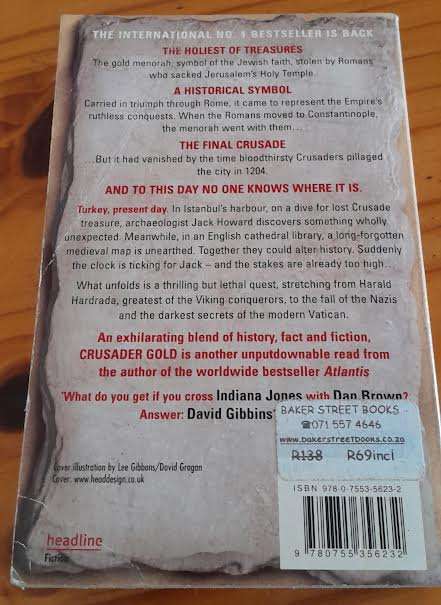 THE INTERNATIONAL NO. 1 BESTSELLER IS BACK
THE HOLIEST OF TREASURES
The gold menorah, symbol of the Jewish faith, stolen by Romans
who sacked Jerusalem's Holy Temple.
A HISTORICAL SYMBOL
Carried in triumph through Rome, it came to represent the Empire's
ruthless conquests. When the Romans moved to Constantinople,
the menorah went with them...
THE FINAL CRUSADE
...But it had vanished by the time bloodthirsty Crusaders pillaged
the city in 1204.
AND TO THIS DAY NO ONE KNOWS WHERE IT IS.
Turkey, present day. In Istanbul's harbour, on a dive for lost Crusade
treasure, archaeologist Jack Howard discovers something wholly
unexpected. Meanwhile, in an English cathedral library, a long-forgotten
medieval map is unearthed. Together they could alter history. Suddenly
the clock is ticking for Jack – and the stakes are already too high...
What unfolds is a thrilling but lethal quest, stretching from Harald
Hardrada, greatest of the Viking conquerors, to the fall of the Nazis
and the darkest secrets of the modern Vatican.
An exhilarating blend of history, fact and fiction,
CRUSADER GOLD is another unputdownable read from
the author of the worldwide bestseller Atlantis
'What do you get if you cross Indiana Jones with Dan Brown?
Answer: David Gibbins'
BAKER STREET BOOKS
☎071 557 4646
www.bakerstreetbooks.co.za
R138 R69incl
Cover illustration by Lee Gibbons/David Grogan
Cover: www.headdesign.co.uk
ISBN 978-0-7553-5623-2
9 780755 356232
headline
Fiction